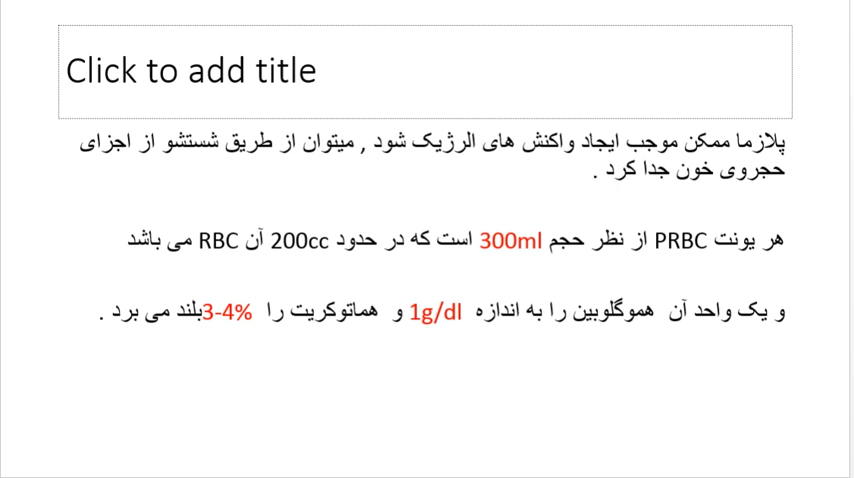 Click to add title
پلازما ممکن موجب ایجاد واکنش های الرژیک شود , میتوان از طریق شستشو از اجزای
حجروی خون جدا کرد .
هر یونت PRBC از نظر حجم 300ml است که در حدود 200cc آن RBC می باشد
و یک واحد آن هموگلوبین را به اندازه 1g/dl و هماتوکریت را 3-4%بلند می برد .